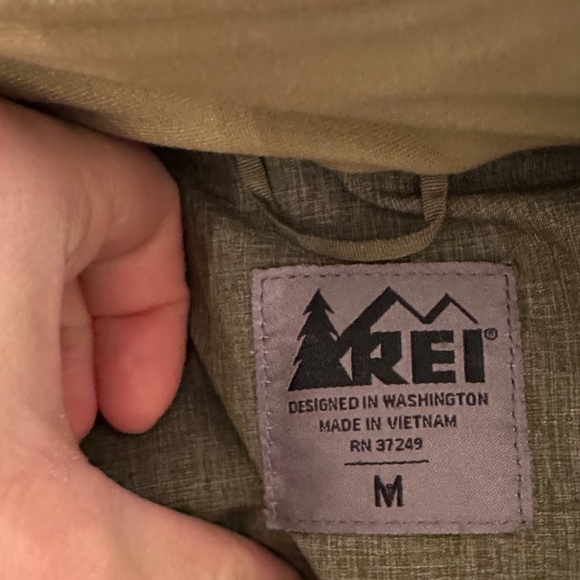 REI®
DESIGNED IN WASHINGTON
MADE IN VIETNAM
RN 37249
M